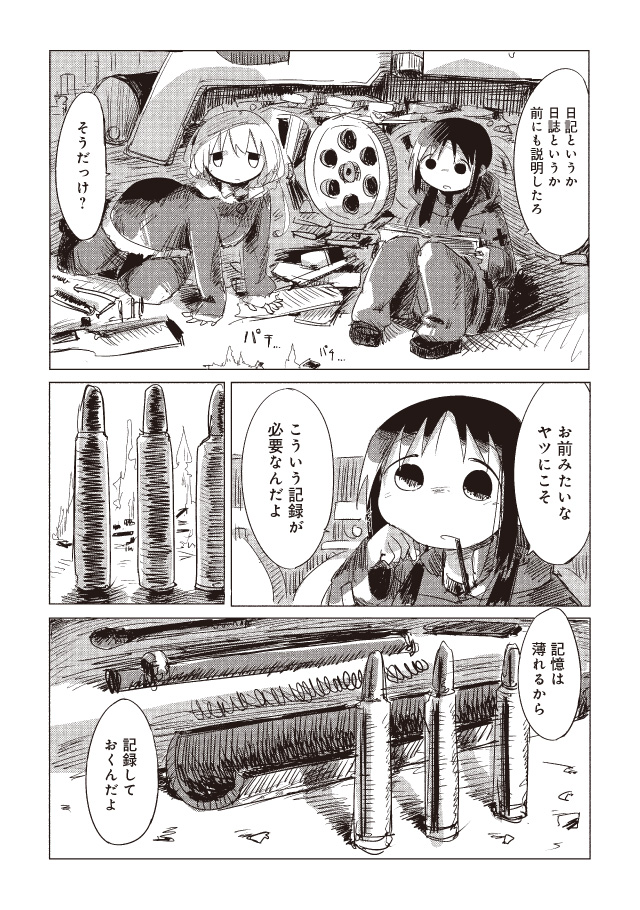 日記というか
日誌というか
前にも説明したろ
そうだっけ?
パチ…
パチ…
お前みたいな
ヤツにこそ
こういう記録が
必要なんだよ
記憶は
薄れるから
記録して
おくんだよ